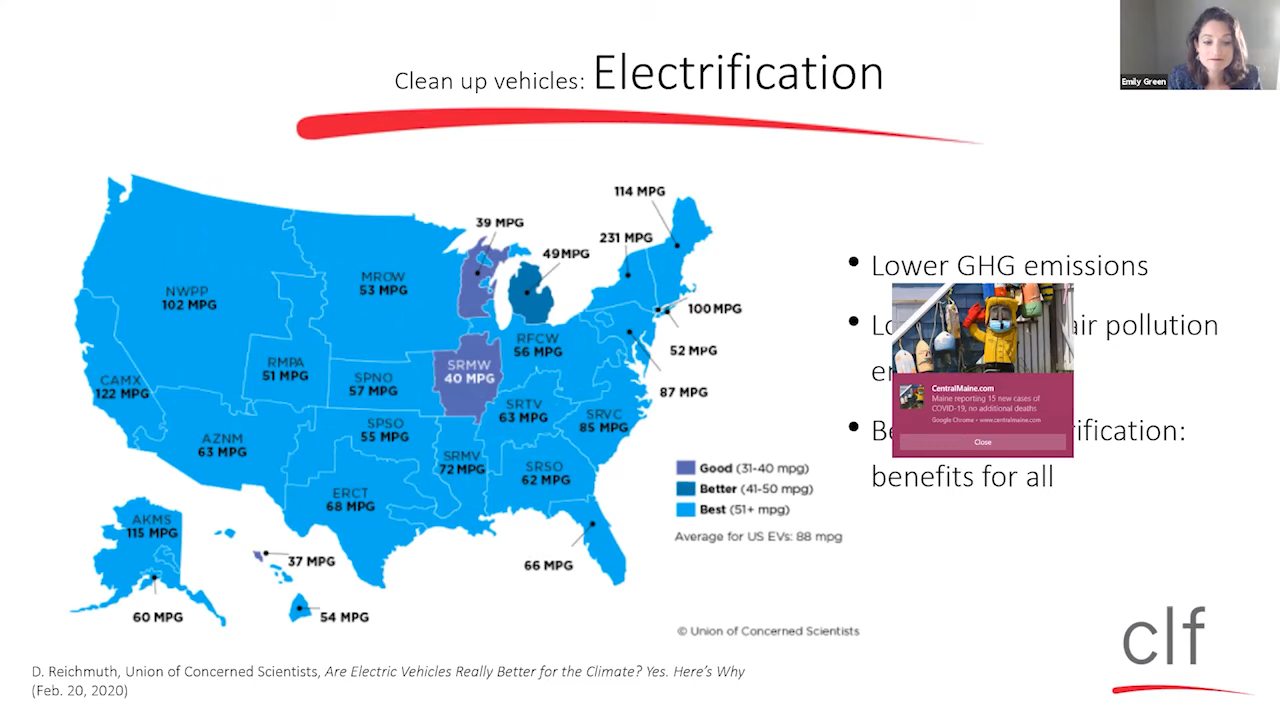 Clean up vehicles: Electrification
Emily Green
114 MPG
39 MPG
231 MPG
49MPG
MROW
53 MPG
NWPP
102 MPG
100 MPG
RFCW
56 MPG
52 MPG
RMPA
51 MPG
SRMW
40 MPG
SPNO
57 MPG
CAMX
122 MPG
87 MPG
SRTV
63 MPG
SRVC
85 MPG
SPSO
55 MPG
AZNM
63 MPG
SRMV
72 MPG
SRSO
62 MPG
ERCT
68 MPG
AKMS
115 MPG
37 MPG
66 MPG
60 MPG
54 MPG
Good (31-40 mpg)
Better (41-50 mpg)
Best (51+ mpg)
Average for US EVs: 88 mpg
© Union of Concerned Scientists
• Lower GHG emissions
• air pollution
• benefits for all
CentralMaine.com
Maine reporting 15 new cases of
COVID-19, no additional deaths
Google Chrome • www.centralmaine.com
Close
clf
D. Reichmuth, Union of Concerned Scientists, Are Electric Vehicles Really Better for the Climate? Yes. Here's Why
(Feb. 20, 2020)